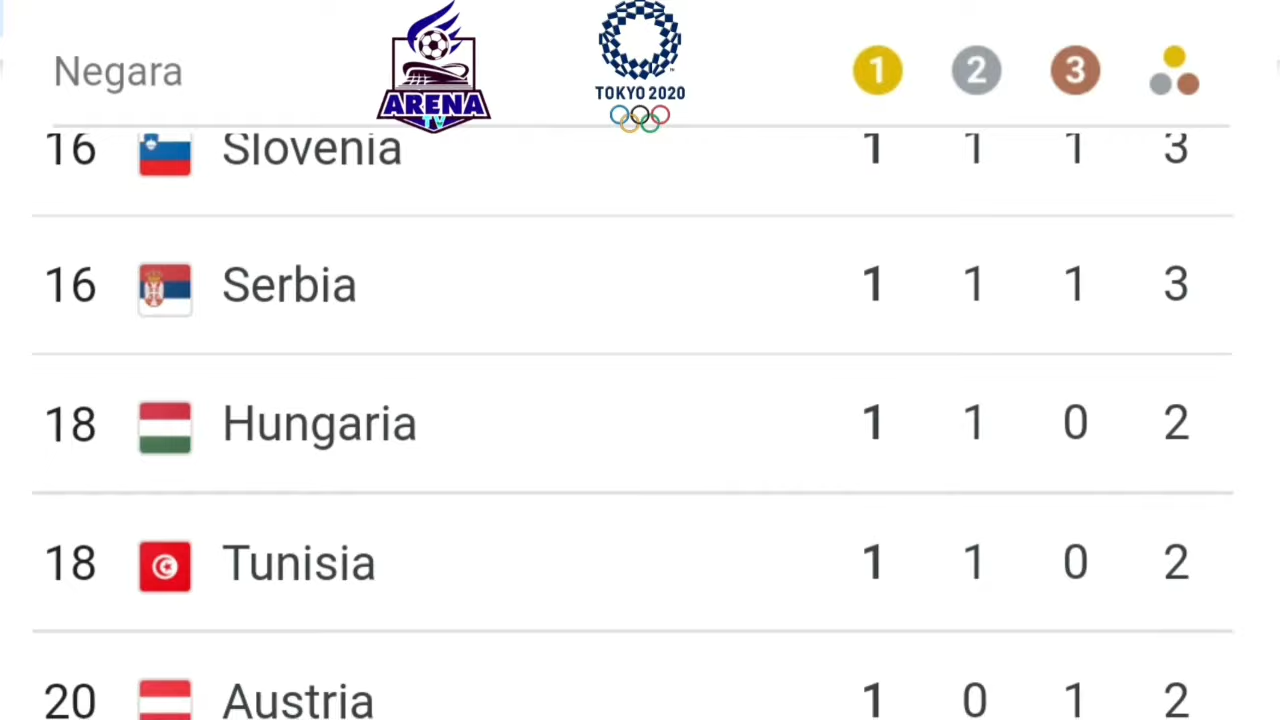 ARENA
TV
TOKYO 2020
Negara 1 2 3
16 Slovenia 1 1 1 3
16 Serbia 1 1 1 3
18 Hungaria 1 1 0 2
18 Tunisia 1 1 0 2
20 Austria 1 0 1 2